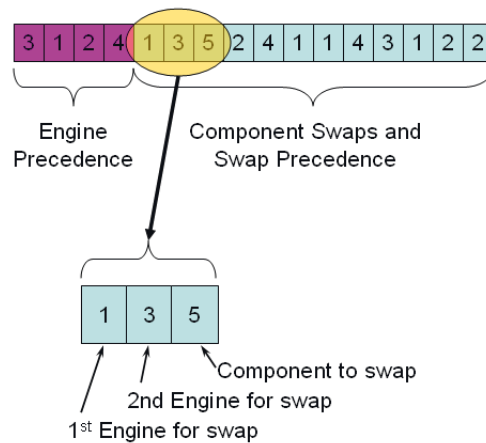 3 1 2 4 1 3 5 2 4 1 1 4 3 1 2 2
Engine Component Swaps and
Precedence Swap Precedence
1 3 5
Component to swap
2nd Engine for swap
1st Engine for swap